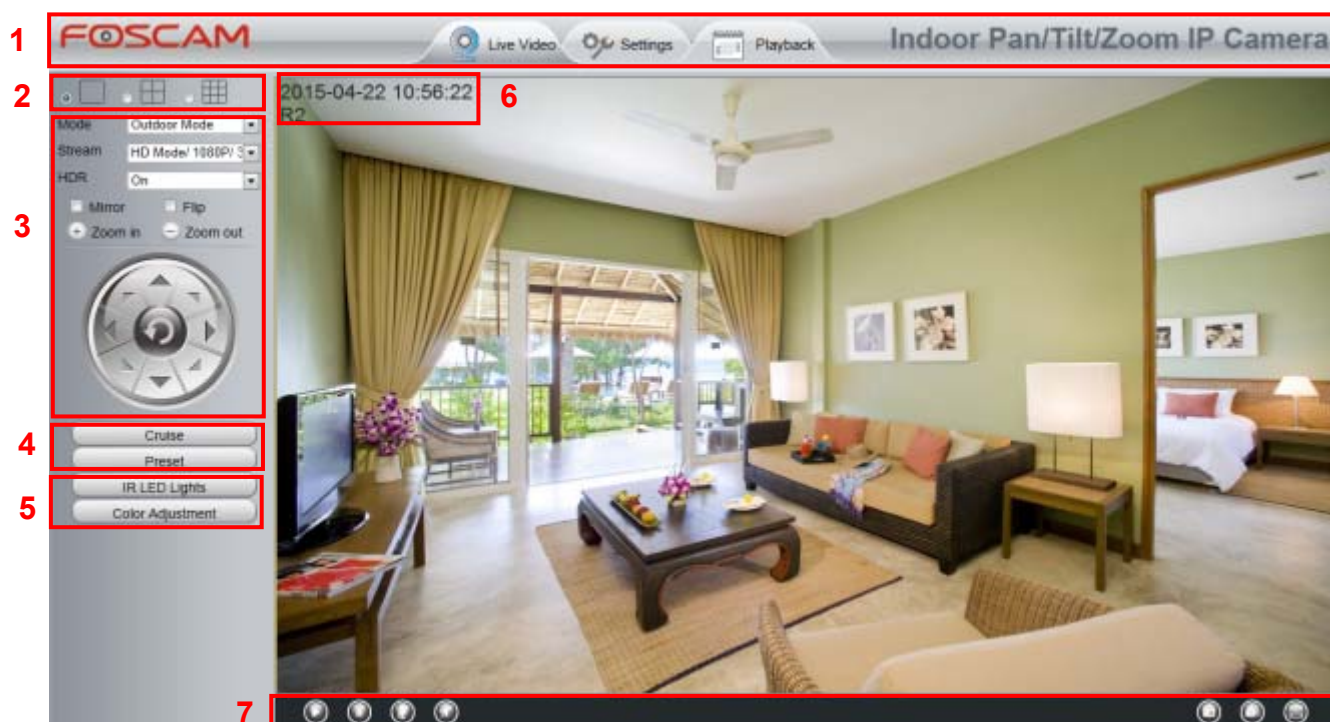 1 FOSCAM Live Video Settings Playback Indoor Pan/Tilt/Zoom IP Camera
2
2015-04-22 10:56:22 6
R2
Mode Outdoor Mode
Stream HD Mode/ 1080P/ 3
HDR On
Mirror Flip
3 Zoom in Zoom out
4 Cruise
Preset
IR LED Lights
5 Color Adjustment
7